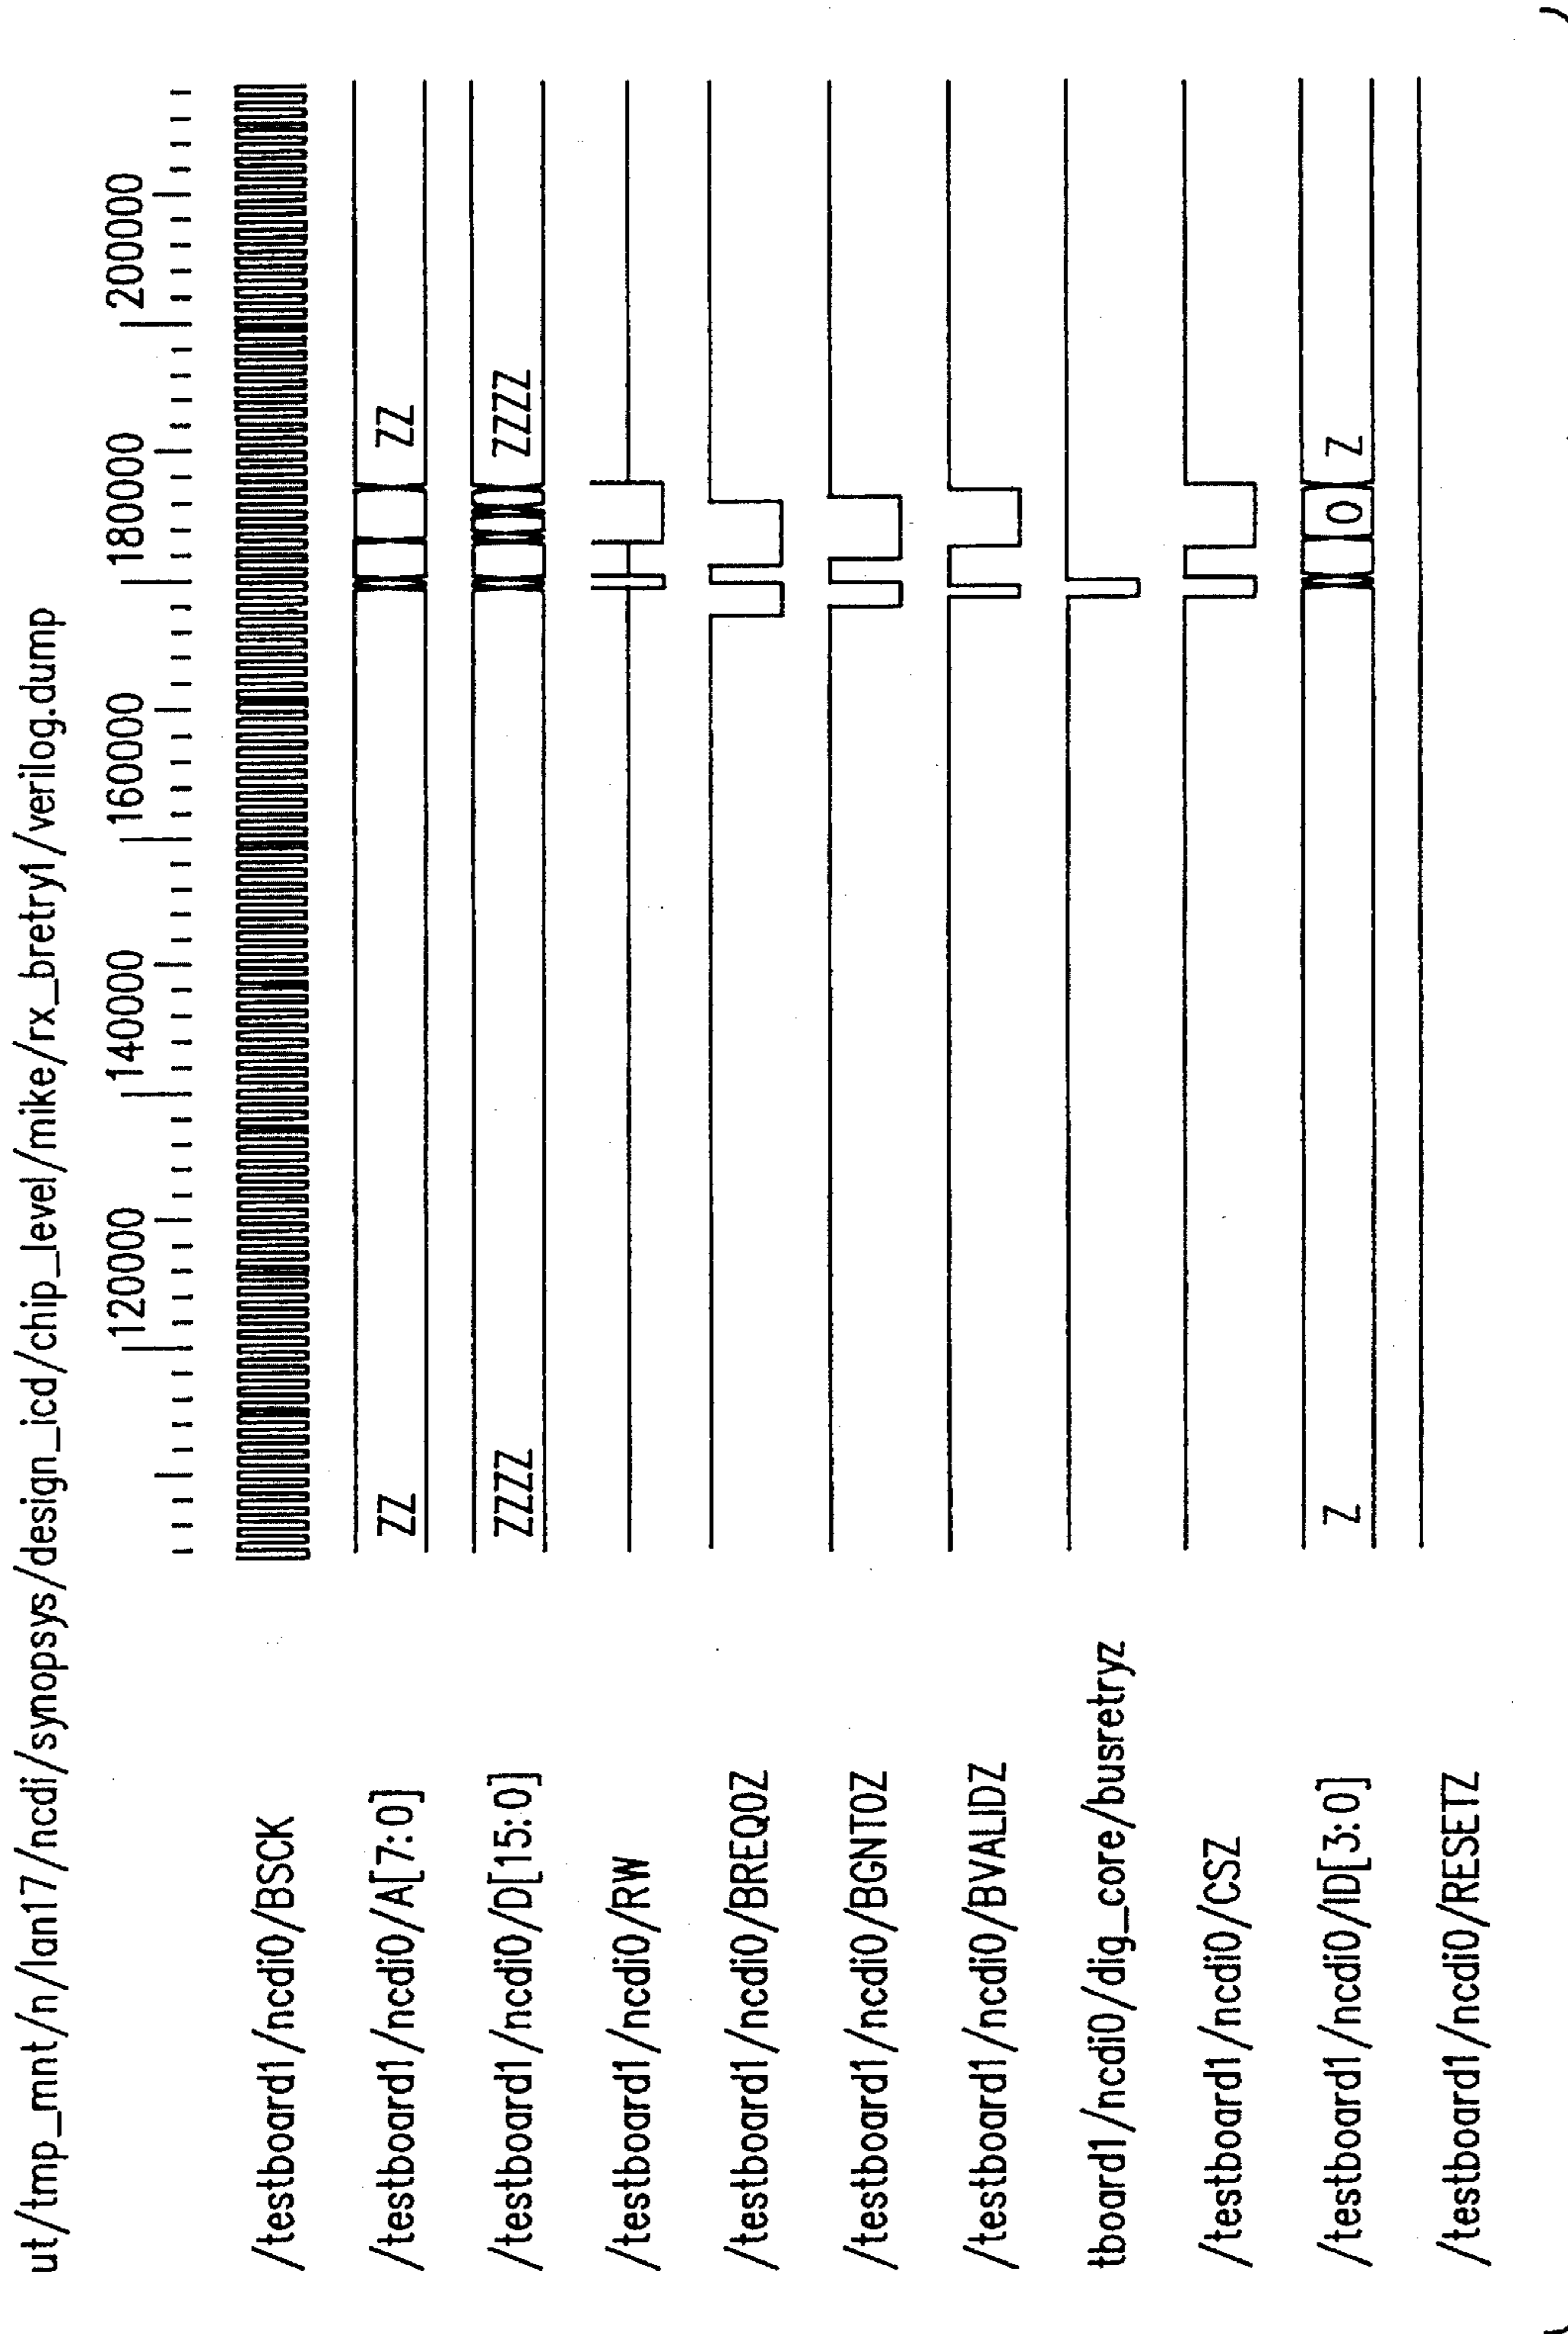 ut/tmp_mnt/n/lan17/ncdi/synopsys/design_icd/chip_level/mike/rx_bretry1/verilog.dump
120000 140000 160000 180000 200000
/testboard1/ncdi0/BSCK
/testboard1/ncdi0/A[7:0] ZZ ZZ
/testboard1/ncdi0/D[15:0] ZZZZ ZZZZ
/testboard1/ncdi0/RW
/testboard1/ncdi0/BREQ0Z
/testboard1/ncdi0/BGNT0Z
/testboard1/ncdi0/BVALIDZ
tboard1/ncdi0/dig_core/busretryz
/testboard1/ncdi0/CSZ
/testboard1/ncdi0/ID[3:0] Z 0 Z
/testboard1/ncdi0/RESETZ